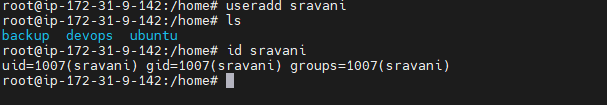 root@ip-172-31-9-142:/home# useradd sravani
root@ip-172-31-9-142:/home# ls
backup  devops  ubuntu
root@ip-172-31-9-142:/home# id sravani
uid=1007(sravani) gid=1007(sravani) groups=1007(sravani)
root@ip-172-31-9-142:/home#